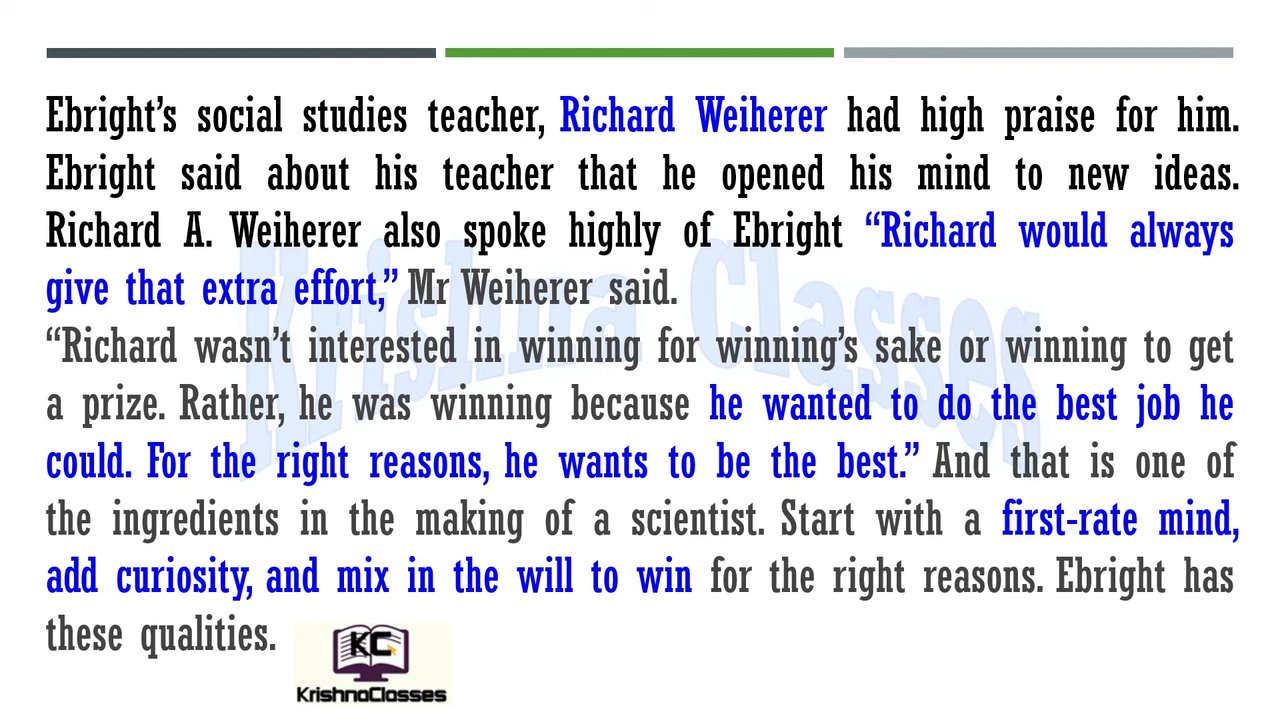 Ebright’s social studies teacher, Richard Weiherer had high praise for him.
Ebright said about his teacher that he opened his mind to new ideas.
Richard A. Weiherer also spoke highly of Ebright “Richard would always
give that extra effort,” Mr Weiherer said.
“Richard wasn’t interested in winning for winning’s sake or winning to get
a prize. Rather, he was winning because he wanted to do the best job he
could. For the right reasons, he wants to be the best.” And that is one of
the ingredients in the making of a scientist. Start with a first-rate mind,
add curiosity, and mix in the will to win for the right reasons. Ebright has
these qualities.
Krishna Classes
KC
KrishnaClasses